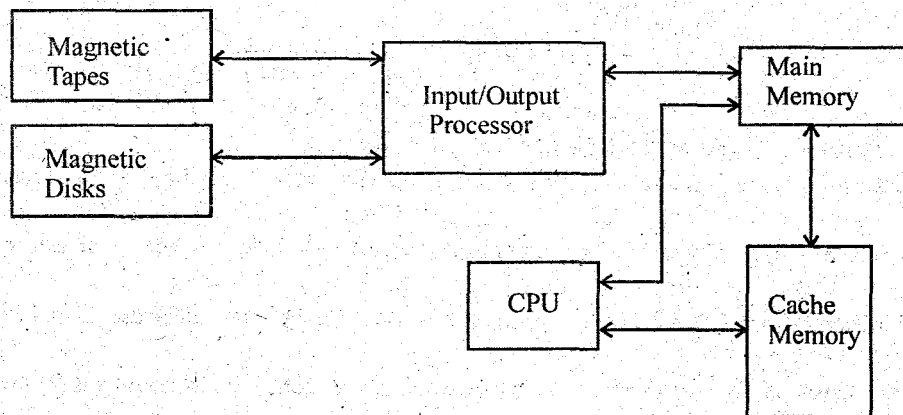 Magnetic
Tapes
Input/Output
Processor
Main
Memory
Magnetic
Disks
CPU
Cache
Memory